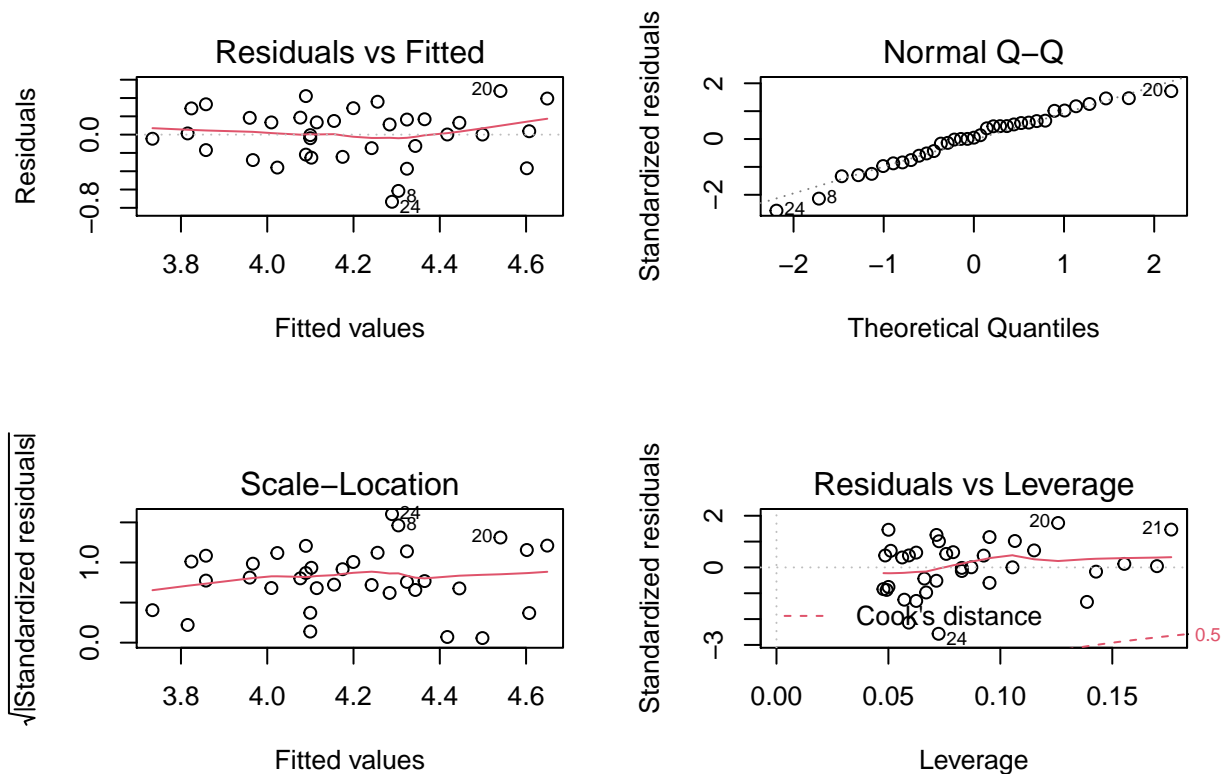 Residuals vs Fitted
Residuals
0.0
−0.8
20
8
24
3.8 4.0 4.2 4.4 4.6
Fitted values
Normal Q−Q
Standardized residuals
2
0
−2
20
8
24
−2 −1 0 1 2
Theoretical Quantiles
Scale−Location
√|Standardized residuals|
1.0
0.0
24
8
20
3.8 4.0 4.2 4.4 4.6
Fitted values
Residuals vs Leverage
Standardized residuals
2
0
−3
20
21
Cook's distance
24
0.5
0.00 0.05 0.10 0.15
Leverage